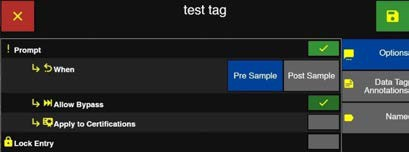 test tag
Prompt
When
Pre Sample
Post Sample
Allow Bypass
Apply to Certifications
Lock Entry
Options
Data Tag
Annotations
Name